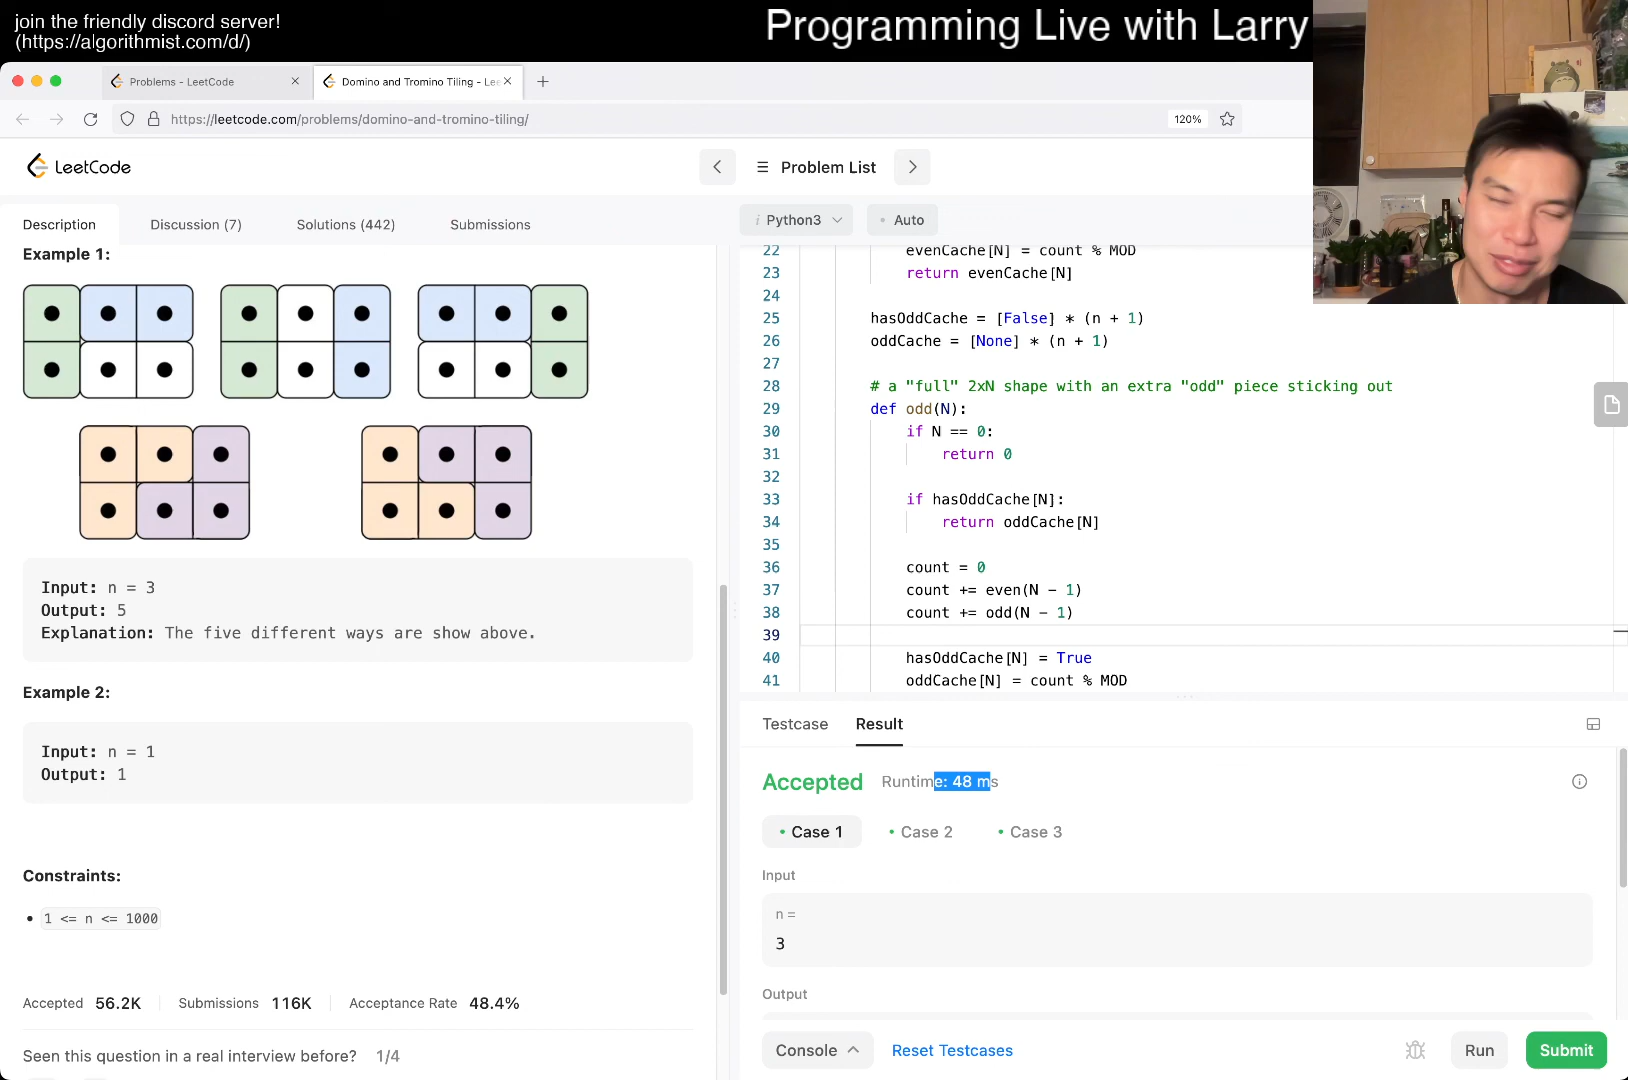 join the friendly discord server!
(https://algorithmist.com/d/)
Programming Live with Larry
Problems - LeetCode
Domino and Tromino Tiling - Lee
https://leetcode.com/problems/domino-and-tromino-tiling/
120%
LeetCode
Problem List
Description
Discussion (7)
Solutions (442)
Submissions
i Python3
Auto
Example 1:
Input: n = 3
Output: 5
Explanation: The five different ways are show above.
Example 2:
Input: n = 1
Output: 1
Constraints:
1 <= n <= 1000
Accepted 56.2K
Submissions 116K
Acceptance Rate 48.4%
Seen this question in a real interview before? 1/4
22 evenCache[N] = count % MOD
23 return evenCache[N]
24
25 hasOddCache = [False] * (n + 1)
26 oddCache = [None] * (n + 1)
27
28 # a "full" 2xN shape with an extra "odd" piece sticking out
29 def odd(N):
30 if N == 0:
31 return 0
32
33 if hasOddCache[N]:
34 return oddCache[N]
35
36 count = 0
37 count += even(N - 1)
38 count += odd(N - 1)
39
40 hasOddCache[N] = True
41 oddCache[N] = count % MOD
Testcase
Result
Accepted
Runtime: 48 ms
Case 1
Case 2
Case 3
Input
n =
3
Output
Console
Reset Testcases
Run
Submit